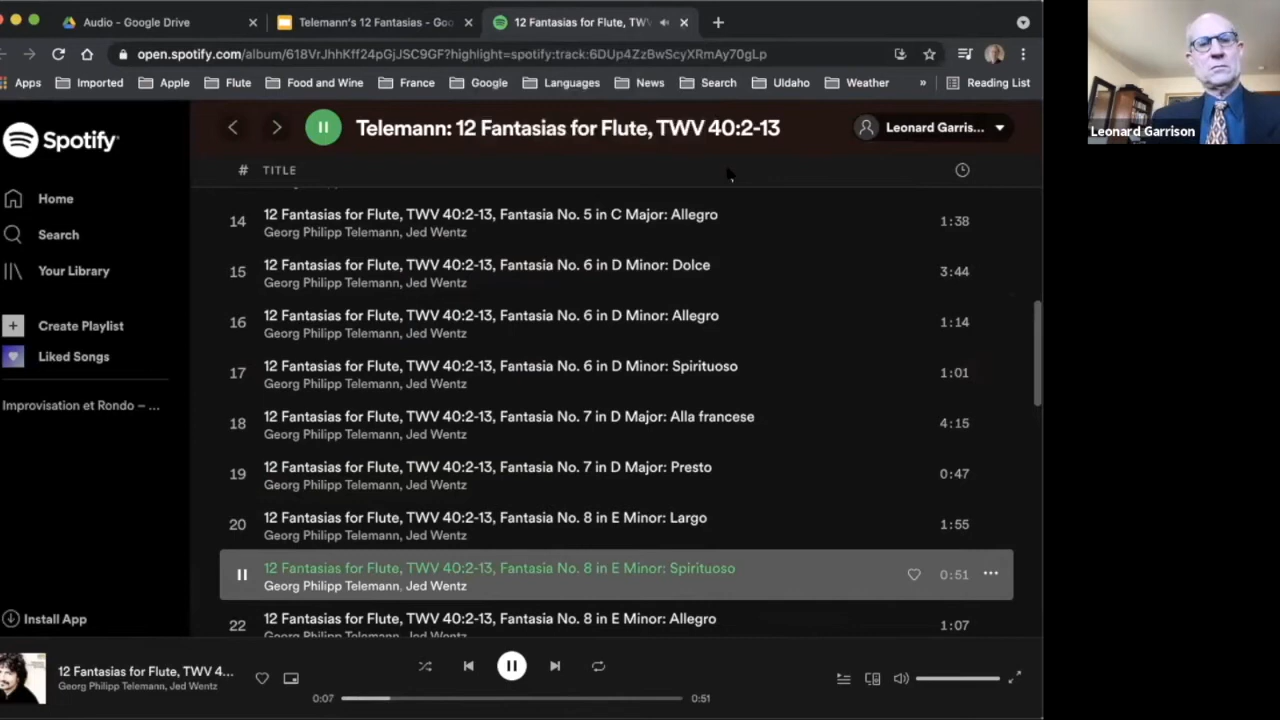 Audio - Google Drive
Telemann's 12 Fantasias - Goo
12 Fantasias for Flute, TW
open.spotify.com/album/618VrJhhKff24pGjJSC9GF?highlight=spotify:track:6DUp4ZzBwScyXRmAy70gLp
Apps Imported Apple Flute Food and Wine France Google Languages News Search UIdaho Weather » Reading List
Leonard Garrison
Spotify
Telemann: 12 Fantasias for Flute, TWV 40:2-13
Leonard Garris...
# TITLE
Home
Search
Your Library
Create Playlist
Liked Songs
Improvisation et Rondo – ...
Install App
14 12 Fantasias for Flute, TWV 40:2-13, Fantasia No. 5 in C Major: Allegro 1:38
Georg Philipp Telemann, Jed Wentz
15 12 Fantasias for Flute, TWV 40:2-13, Fantasia No. 6 in D Minor: Dolce 3:44
Georg Philipp Telemann, Jed Wentz
16 12 Fantasias for Flute, TWV 40:2-13, Fantasia No. 6 in D Minor: Allegro 1:14
Georg Philipp Telemann, Jed Wentz
17 12 Fantasias for Flute, TWV 40:2-13, Fantasia No. 6 in D Minor: Spirituoso 1:01
Georg Philipp Telemann, Jed Wentz
18 12 Fantasias for Flute, TWV 40:2-13, Fantasia No. 7 in D Major: Alla francese 4:15
Georg Philipp Telemann, Jed Wentz
19 12 Fantasias for Flute, TWV 40:2-13, Fantasia No. 7 in D Major: Presto 0:47
Georg Philipp Telemann, Jed Wentz
20 12 Fantasias for Flute, TWV 40:2-13, Fantasia No. 8 in E Minor: Largo 1:55
Georg Philipp Telemann, Jed Wentz
12 Fantasias for Flute, TWV 40:2-13, Fantasia No. 8 in E Minor: Spirituoso 0:51
Georg Philipp Telemann, Jed Wentz
22 12 Fantasias for Flute, TWV 40:2-13, Fantasia No. 8 in E Minor: Allegro 1:07
Georg Philipp Telemann, Jed Wentz
12 Fantasias for Flute, TWV 4...
Georg Philipp Telemann, Jed Wentz
0:07 0:51